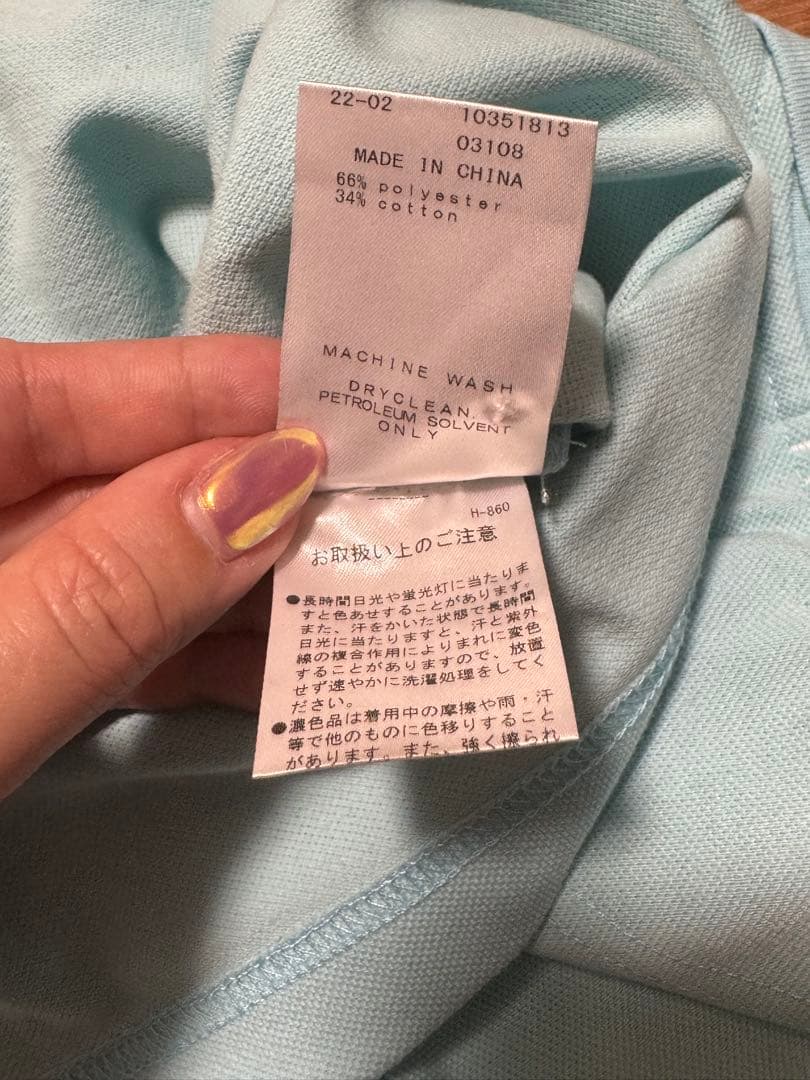 22-02
10351813
03108
MADE IN CHINA
66% polyester
34% cotton
MACHINE WASH
DRYCLEAN.
PETROLEUM SOLVENT
ONLY
H-860
お取扱い上のご注意
●長時間日光や蛍光灯に当たりま
すと色あせすることがあります。
また、汗をかいた状態で長時間
日光に当たりますと、汗と紫外
線の複合作用によりまれに変色
することがありますので、放置
せず速やかに洗濯処理をしてく
ださい。
●濃色品は着用中の摩擦や雨・汗
等で他のものに色移りすること
があります。また、強く擦られ